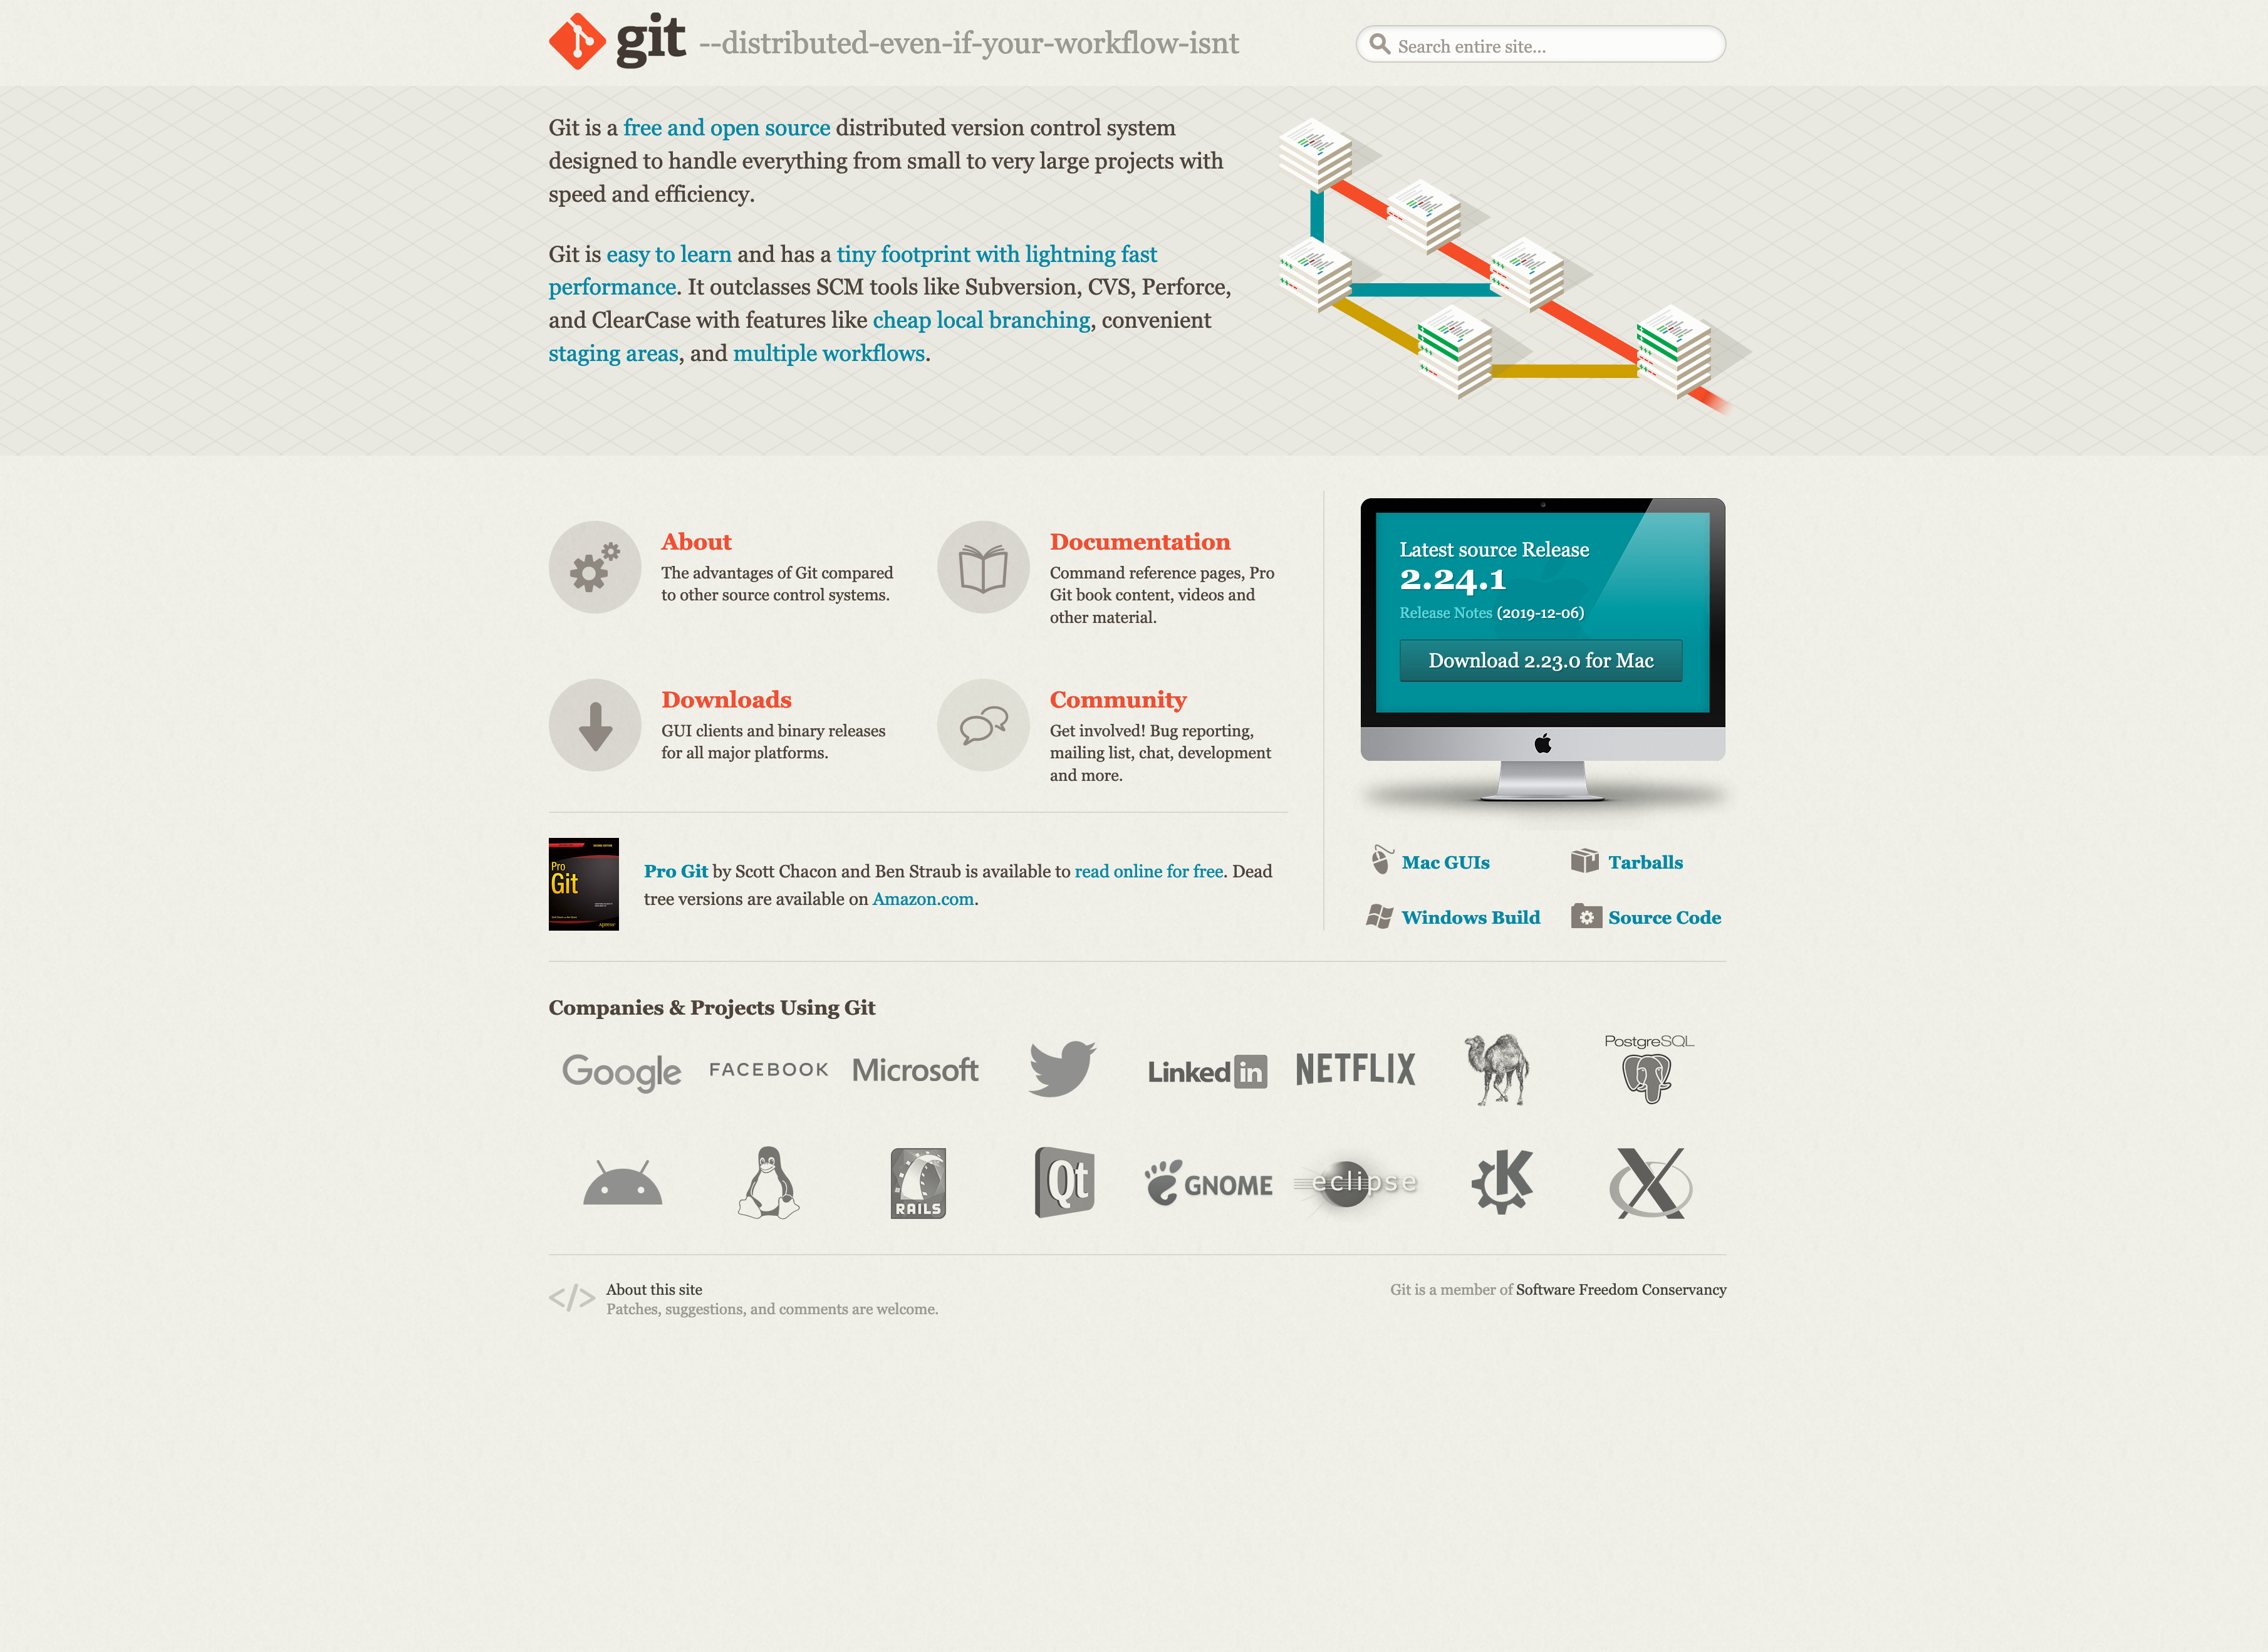 git --distributed-even-if-your-workflow-isnt
Search entire site...
Git is a free and open source distributed version control system
designed to handle everything from small to very large projects with
speed and efficiency.
Git is easy to learn and has a tiny footprint with lightning fast
performance. It outclasses SCM tools like Subversion, CVS, Perforce,
and ClearCase with features like cheap local branching, convenient
staging areas, and multiple workflows.
About
The advantages of Git compared
to other source control systems.
Documentation
Command reference pages, Pro
Git book content, videos and
other material.
Downloads
GUI clients and binary releases
for all major platforms.
Community
Get involved! Bug reporting,
mailing list, chat, development
and more.
Pro
Git
Apress
Pro Git by Scott Chacon and Ben Straub is available to read online for free. Dead
tree versions are available on Amazon.com.
Latest source Release
2.24.1
Release Notes (2019-12-06)
Download 2.23.0 for Mac
Mac GUIs
Tarballs
Windows Build
Source Code
Companies & Projects Using Git
Google
FACEBOOK
Microsoft
Linked in
NETFLIX
PostgreSQL
RAILS
Qt
GNOME
eclipse
K
X
About this site
Patches, suggestions, and comments are welcome.
Git is a member of Software Freedom Conservancy